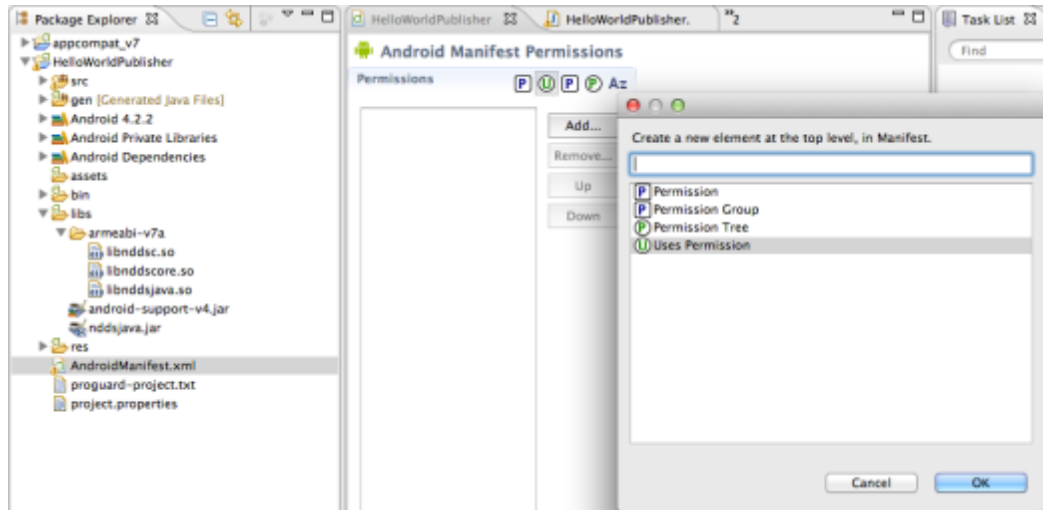 Package Explorer
appcompat_v7
HelloWorldPublisher
src
gen [Generated Java Files]
Android 4.2.2
Android Private Libraries
Android Dependencies
assets
bin
libs
armeabi-v7a
libnddsc.so
libnddscore.so
libnddsjava.so
android-support-v4.jar
nddsjava.jar
res
AndroidManifest.xml
proguard-project.txt
project.properties
HelloWorldPublisher
HelloWorldPublisher.
»2
Android Manifest Permissions
Permissions
P U P P Az
Add...
Remove...
Up
Down
Task List
Find
Create a new element at the top level, in Manifest.
P Permission
P Permission Group
P Permission Tree
U Uses Permission
Cancel
OK